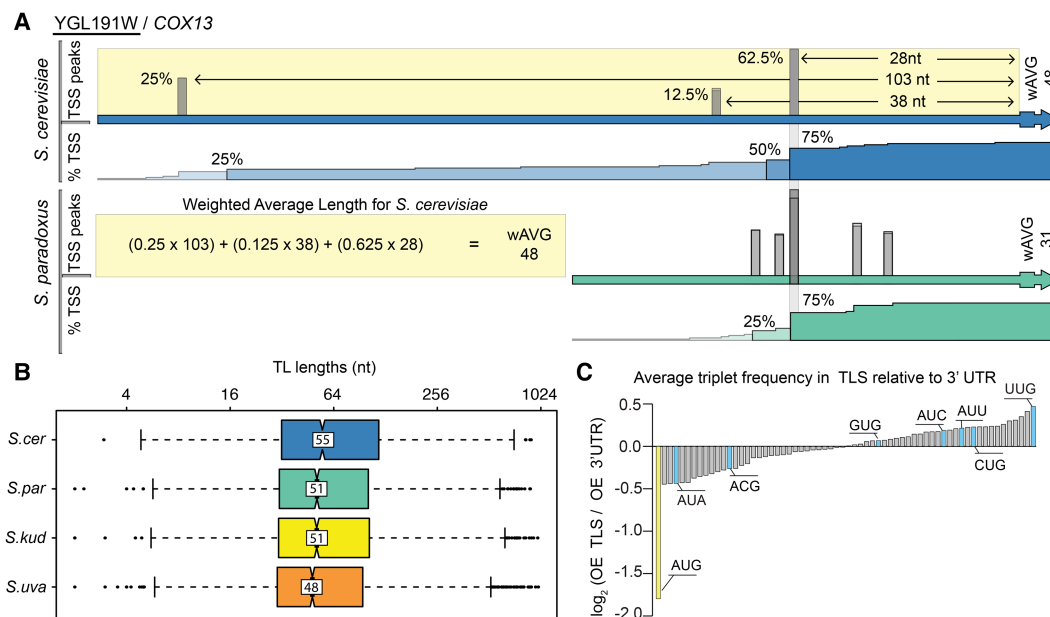 A
YGL191W / COX13
S. cerevisiae
TSS peaks
% TSS
25%
12.5%
62.5%
28nt
103 nt
38 nt
wAVG
48
25%
50%
75%
S. paradoxus
TSS peaks
% TSS
Weighted Average Length for S. cerevisiae
(0.25 x 103) + (0.125 x 38) + (0.625 x 28) = wAVG
48
wAVG
31
25%
75%
B
TL lengths (nt)
4 16 64 256 1024
S.cer
55
S.par
51
S.kud
51
S.uva
48
C
Average triplet frequency in TLS relative to 3' UTR
log2 (OE TLS / OE 3'UTR)
0.5
0.0
-0.5
-1.0
-1.5
-2.0
AUG
AUA
ACG
GUG
AUC
AUU
CUG
UUG